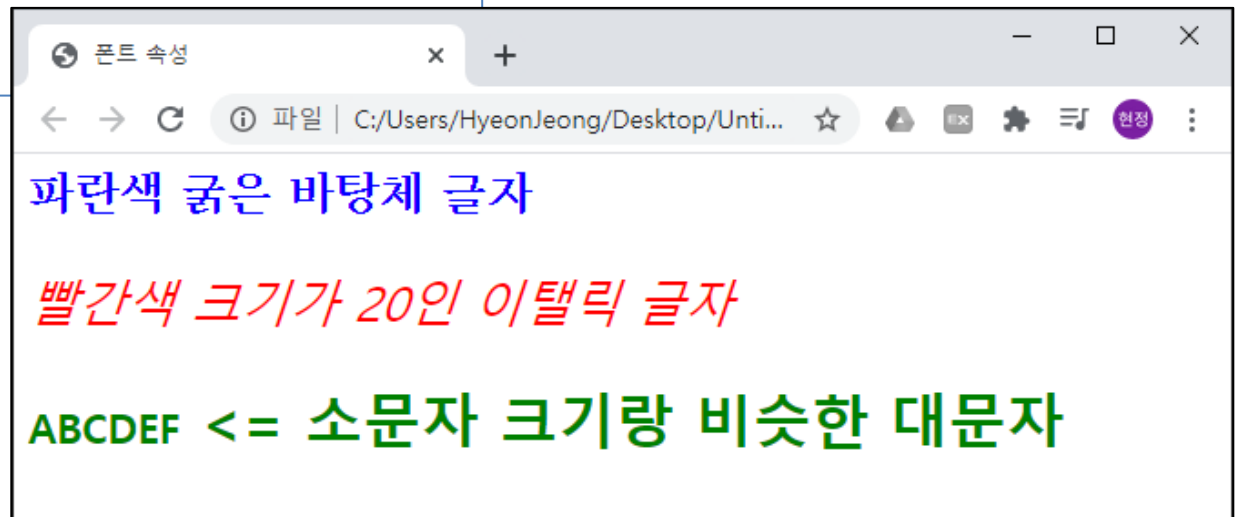 폰트 속성
파일 | C:/Users/HyeonJeong/Desktop/Unti...
EX
현정
파란색 굵은 바탕체 글자
빨간색 크기가 20인 이탤릭 글자
ABCDEF <= 소문자 크기랑 비슷한 대문자